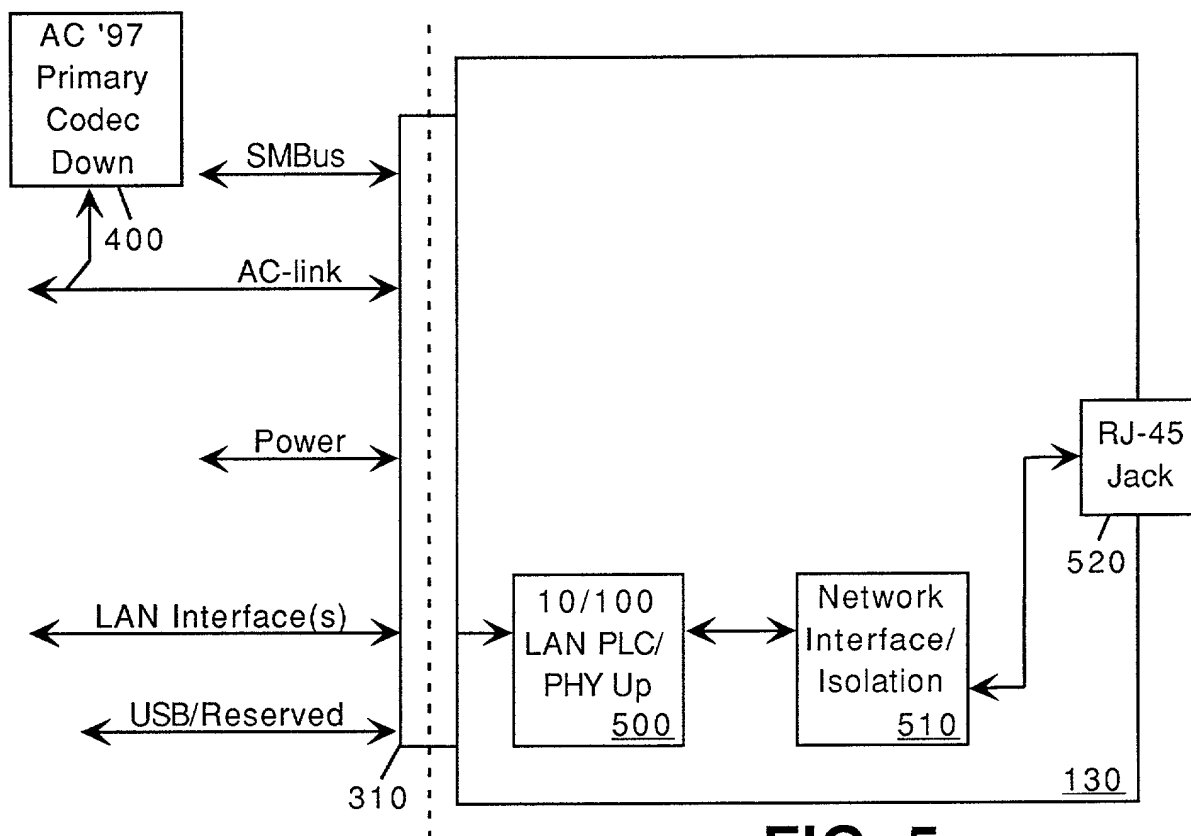 AC '97
Primary
Codec
Down
400
SMBus
AC-link
Power
LAN Interface(s)
USB/Reserved
310
10/100
LAN PLC/
PHY Up
500
Network
Interface/
Isolation
510
RJ-45
Jack
520
130
FIG. 5